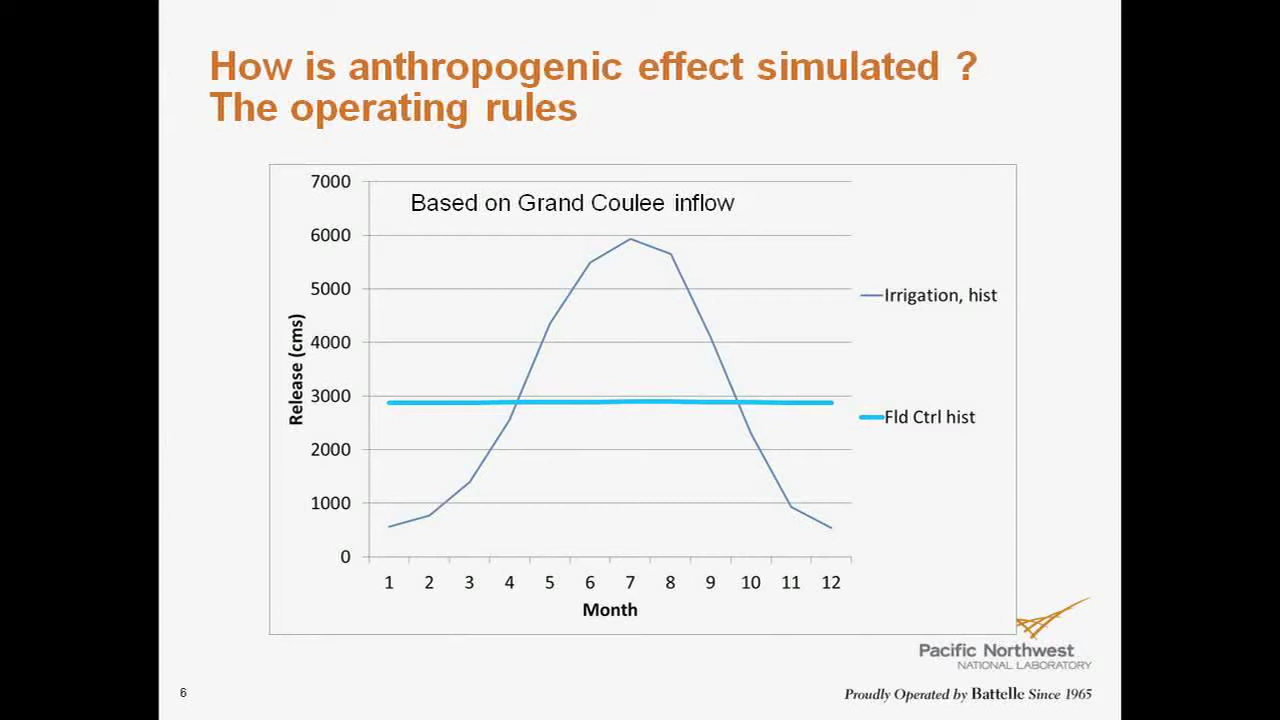 How is anthropogenic effect simulated ?
The operating rules
Based on Grand Coulee inflow
7000
6000
5000
4000
3000
2000
1000
0
Release (cms)
1 2 3 4 5 6 7 8 9 10 11 12
Month
Irrigation, hist
Fld Ctrl hist
Pacific Northwest
NATIONAL LABORATORY
6
Proudly Operated by Battelle Since 1965